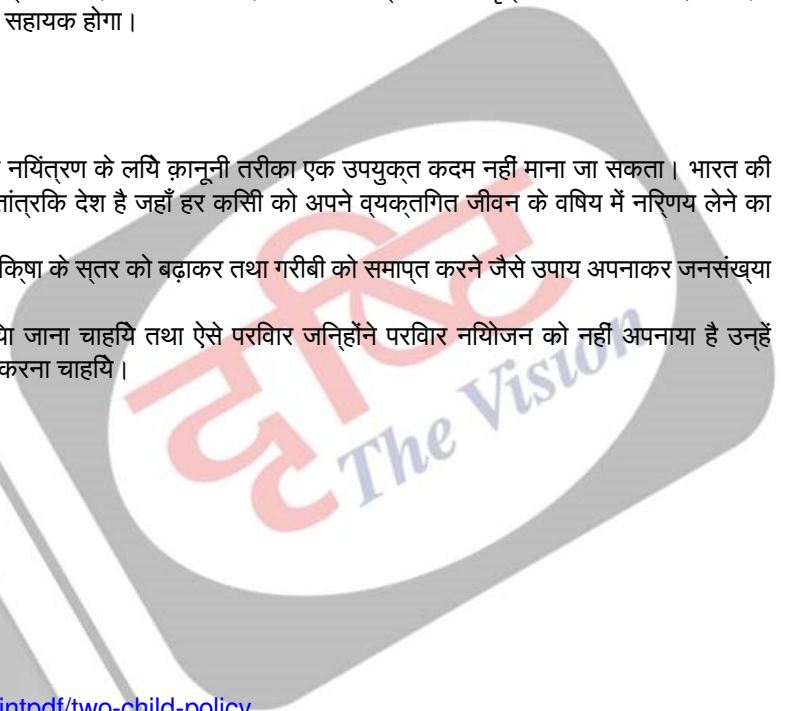 सहायक होगा।
नियंत्रण के लिये क़ानूनी तरीका एक उपयुक्त कदम नहीं माना जा सकता। भारत की
तांत्रिक देश है जहाँ हर किसी को अपने व्यक्तिगत जीवन के विषय में निर्णय लेने का
के स्तर को बढ़ाकर तथा गरीबी को समाप्त करने जैसे उपाय अपनाकर जनसंख्या
जाना चाहिये तथा ऐसे परिवार जिन्होंने परिवार नियोजन को नहीं अपनाया है उन्हें
करना चाहिये।
दृष्टि
The Vision
intpdf/two-child-policy